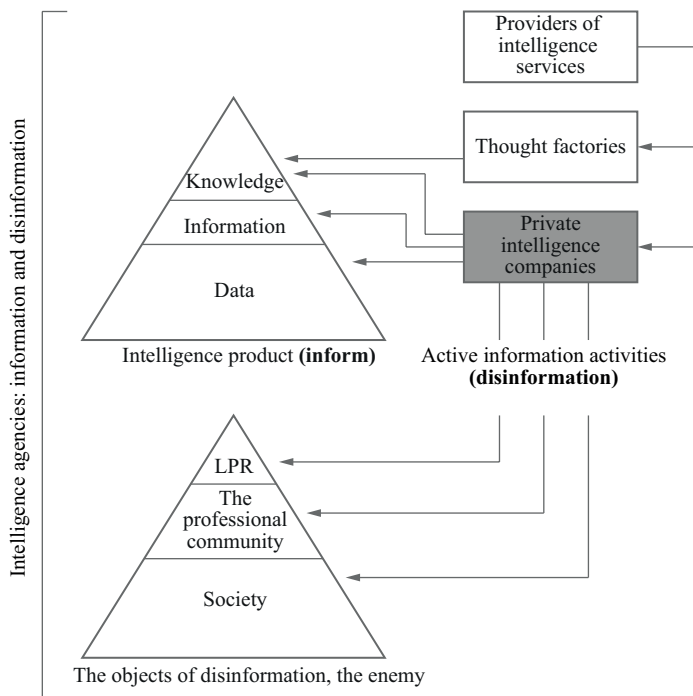 Intelligence agencies: information and disinformation
Providers of
intelligence
services
Thought factories
Private
intelligence
companies
Knowledge
Information
Data
Intelligence product (inform)
Active information activities
(disinformation)
LPR
The
professional
community
Society
The objects of disinformation, the enemy